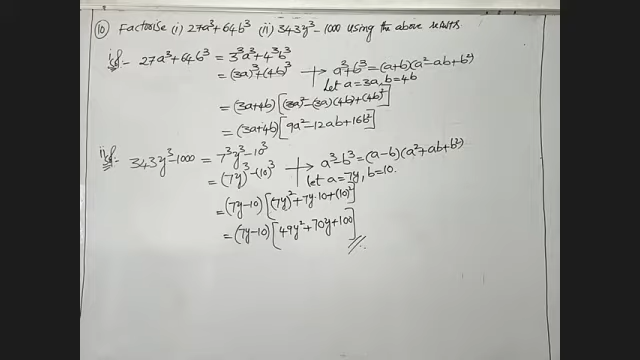 ⑩ Factorise (i) 27a³+64b³ (ii) 343y³-1000 using the above results
i) Sol:- 27a³+64b³ = 3³a³+4³b³
= (3a)³+(4b)³ → a³+b³=(a+b)(a²-ab+b²)
Let a=3a, b=4b
= (3a+4b)[(3a)²-(3a)(4b)+(4b)²]
= (3a+4b)[9a²-12ab+16b²]
ii) Sol:- 343y³-1000 = 7³y³-10³
= (7y)³-(10)³ → a³-b³=(a-b)(a²+ab+b²)
let a=7y, b=10.
= (7y-10)[(7y)²+7y·10+(10)²]
= (7y-10)[49y²+70y+100]